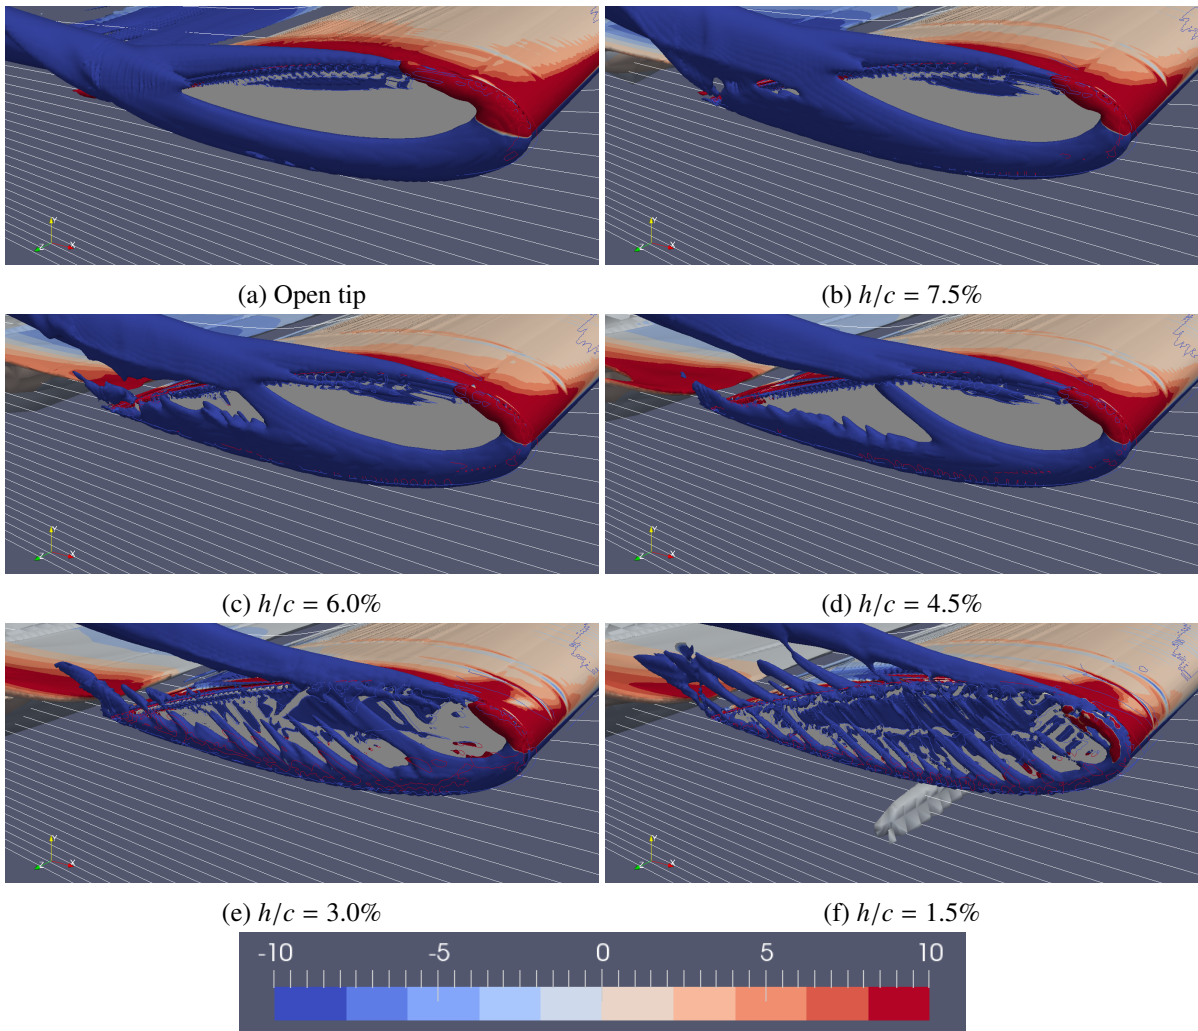 Y
Z
X
Y
Z
X
(a) Open tip
(b) h/c = 7.5%
Y
Z
X
Y
Z
X
(c) h/c = 6.0%
(d) h/c = 4.5%
Y
Z
X
Y
Z
X
(e) h/c = 3.0%
(f) h/c = 1.5%
-10 -5 0 5 10